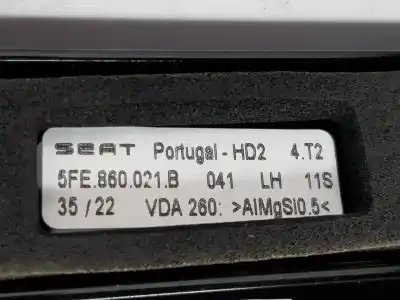 SEAT Portugal - HD2 4.T2
5FE.860.021.B 041 LH 11S
35 / 22 VDA 260: >AlMgSi0.5<